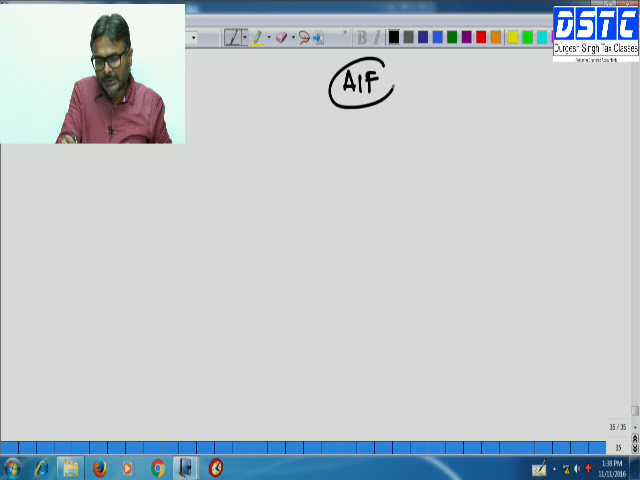 DSTC
Durgesh Singh Tax Classes
AIF
B I
35 / 35
35
1:38 PM
11/11/2016